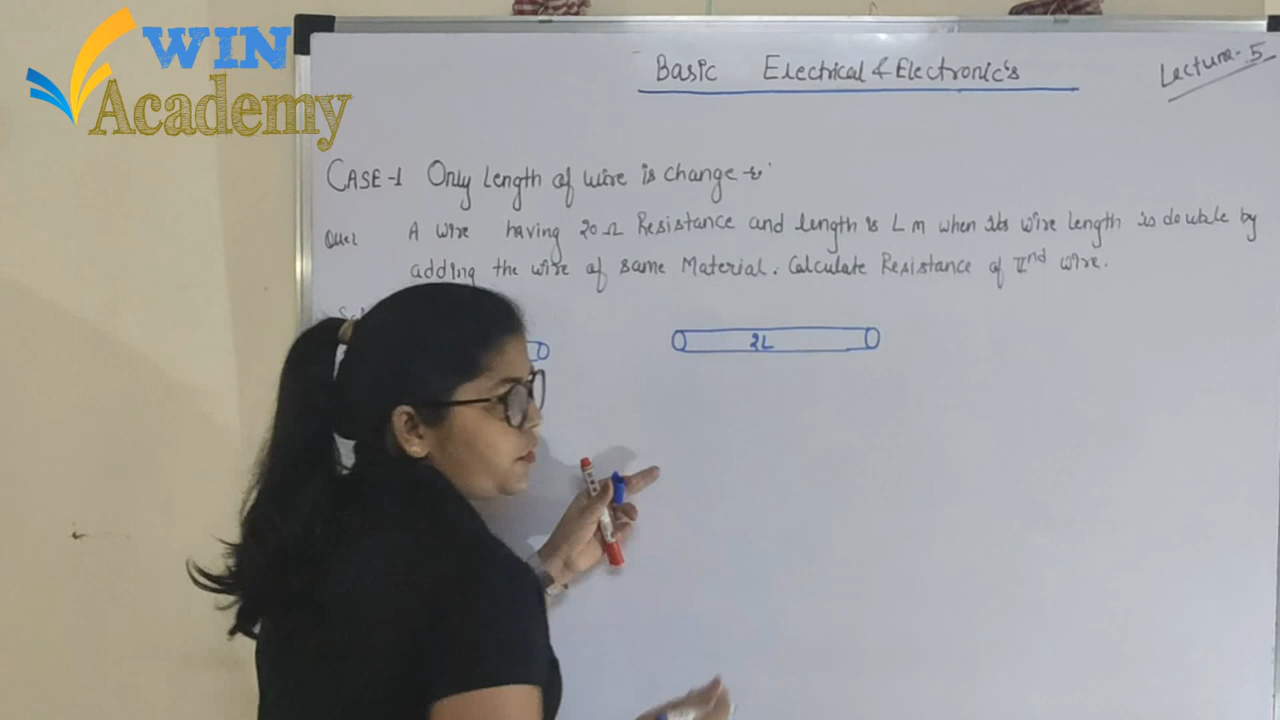 WIN
Academy
Basic Electrical & Electronic's
Lecture-5
CASE-1 Only Length of wire is change
A wire having 20 Ω Resistance and length is L m when its wire length is double by
adding the wire of same Material. Calculate Resistance of IInd wire.
2L